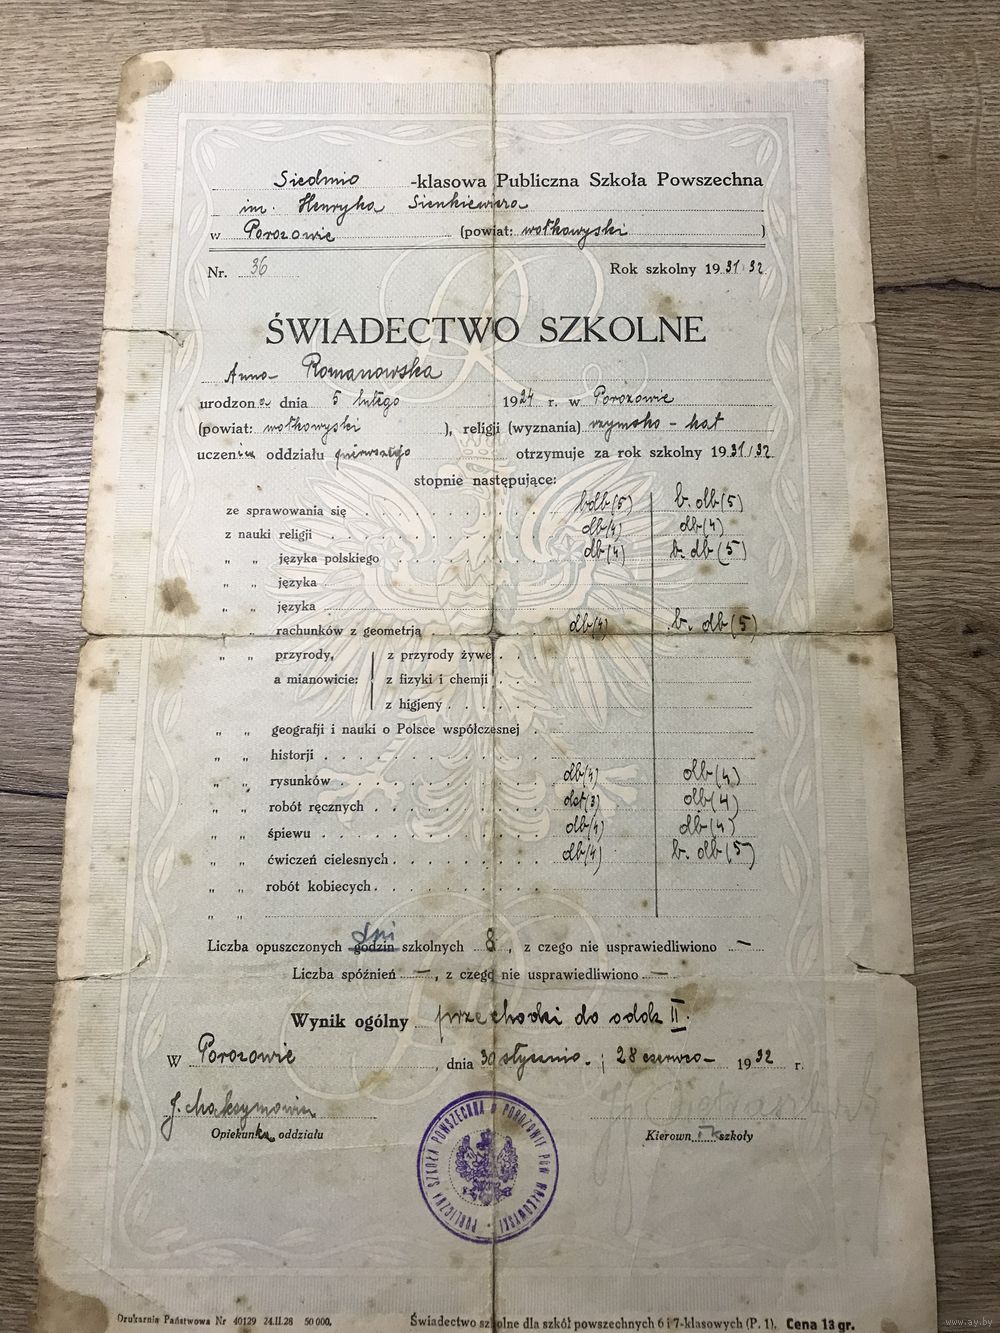 Siedmio -klasowa Publiczna Szkoła Powszechna
im. Henryka Sienkiewicza
w Porozowie (powiat: wołkowyski )
Nr. 36 Rok szkolny 1931/32
ŚWIADECTWO SZKOLNE
Anna Romanowska
urodzona dnia 5 lutego 1924 r. w Porozowie
(powiat: wołkowyski ), religji (wyznania) rzymsko-kat
uczenica oddziału pierwszego otrzymuje za rok szkolny 1931/32
stopnie następujące:
ze sprawowania się bdb(5) b. db(5)
z nauki religji db(4) db(4)
„ „ języka polskiego db(4) b. db(5)
„ „ języka
„ „ języka
„ rachunków z geometrją db(4) b. db(5)
„ „ przyrody, z przyrody żywej
a mianowicie: z fizyki i chemji
z higjeny
„ „ geografji i nauki o Polsce współczesnej
„ „ historji
„ „ rysunków db(4) db(4)
„ „ robót ręcznych dst(3) db(4)
„ „ śpiewu db(4) db(4)
„ „ ćwiczeń cielesnych db(4) b. db(5)
„ „ robót kobiecych
„ „
dni
Liczba opuszczonych godzin szkolnych 8, z czego nie usprawiedliwiono —
Liczba spóźnień —, z czego nie usprawiedliwiono —
Wynik ogólny przechodzi do oddz II.
W Porozowie, dnia 30 stycznia i 28 czerwca 1932 r.
J. Maksymowicz
Opiekunka oddziału Kierownik szkoły
PUBLICZNA SZKOŁA POWSZECHNA W POROZOWIE POW. WOŁKOWYSKI
Drukarnia Państwowa Nr 40129 24.II.28 50 000. Świadectwo szkolne dla szkół powszechnych 6 i 7-klasowych (P. 1). Cena 13 gr.
www.ay.by